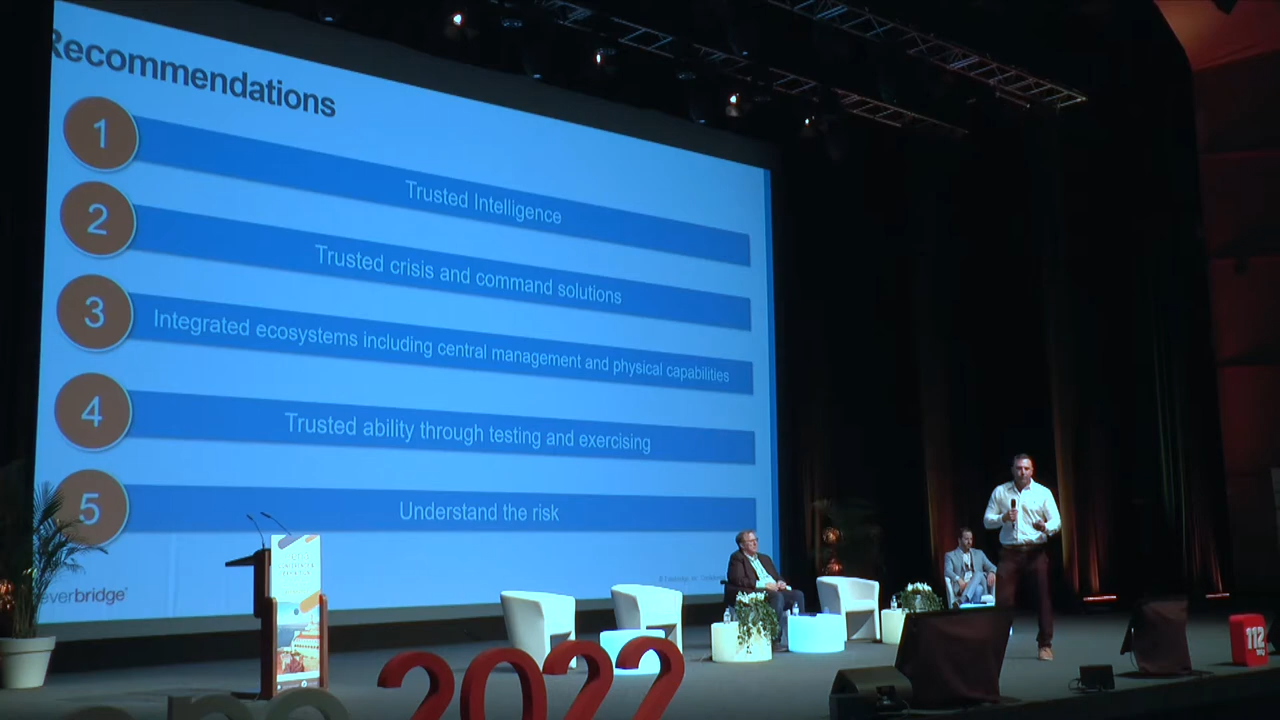 Recommendations
1
Trusted Intelligence
2
Trusted crisis and command solutions
3
Integrated ecosystems including central management and physical capabilities
4
Trusted ability through testing and exercising
5
Understand the risk
everbridge
2022
112